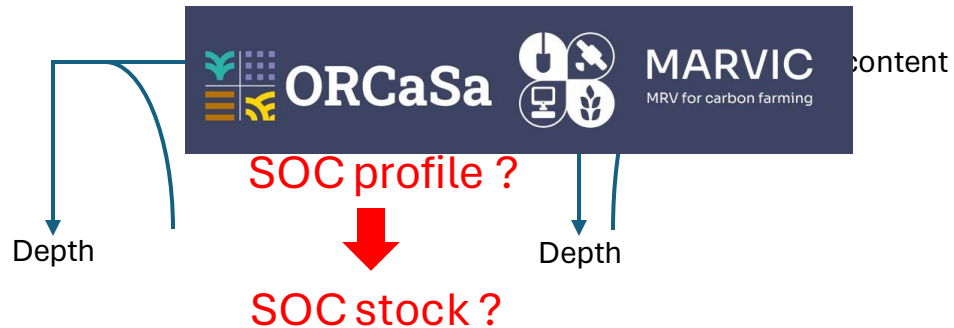 ORCaSa
MARVIC
MRV for carbon farming
content
SOC profile ?
Depth
Depth
SOC stock ?